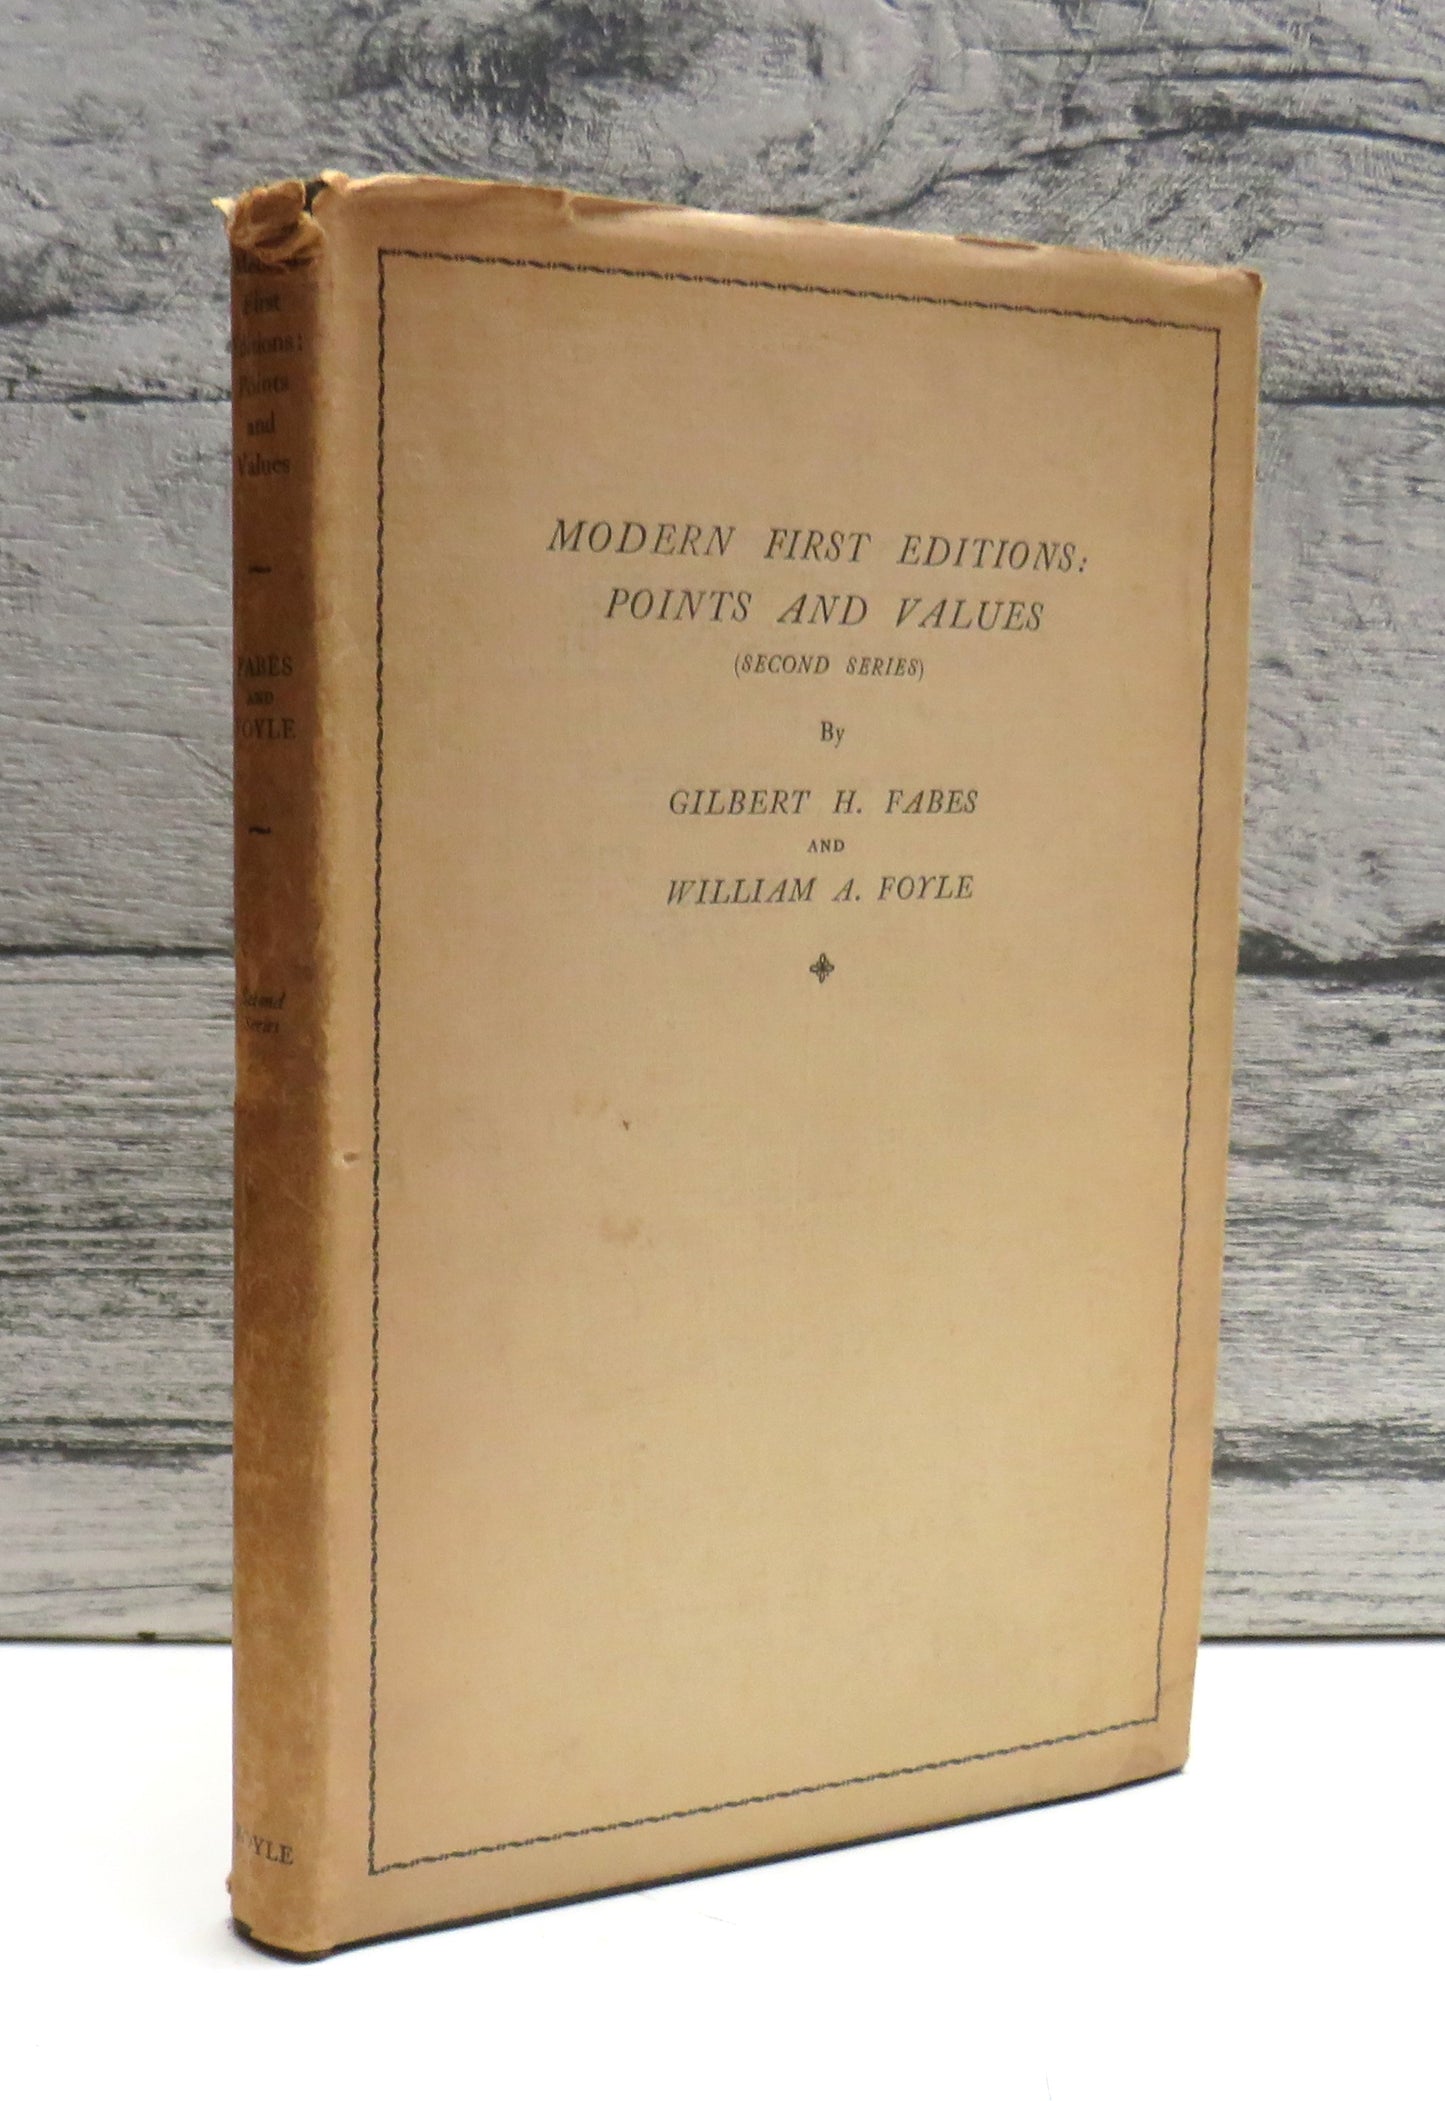 MODERN FIRST EDITIONS:
POINTS AND VALUES
(SECOND SERIES)
By
GILBERT H. FABES
AND
WILLIAM A. FOYLE
First
Editions:
Points
and
Values
FABES
AND
FOYLE
Second
Series
FOYLE